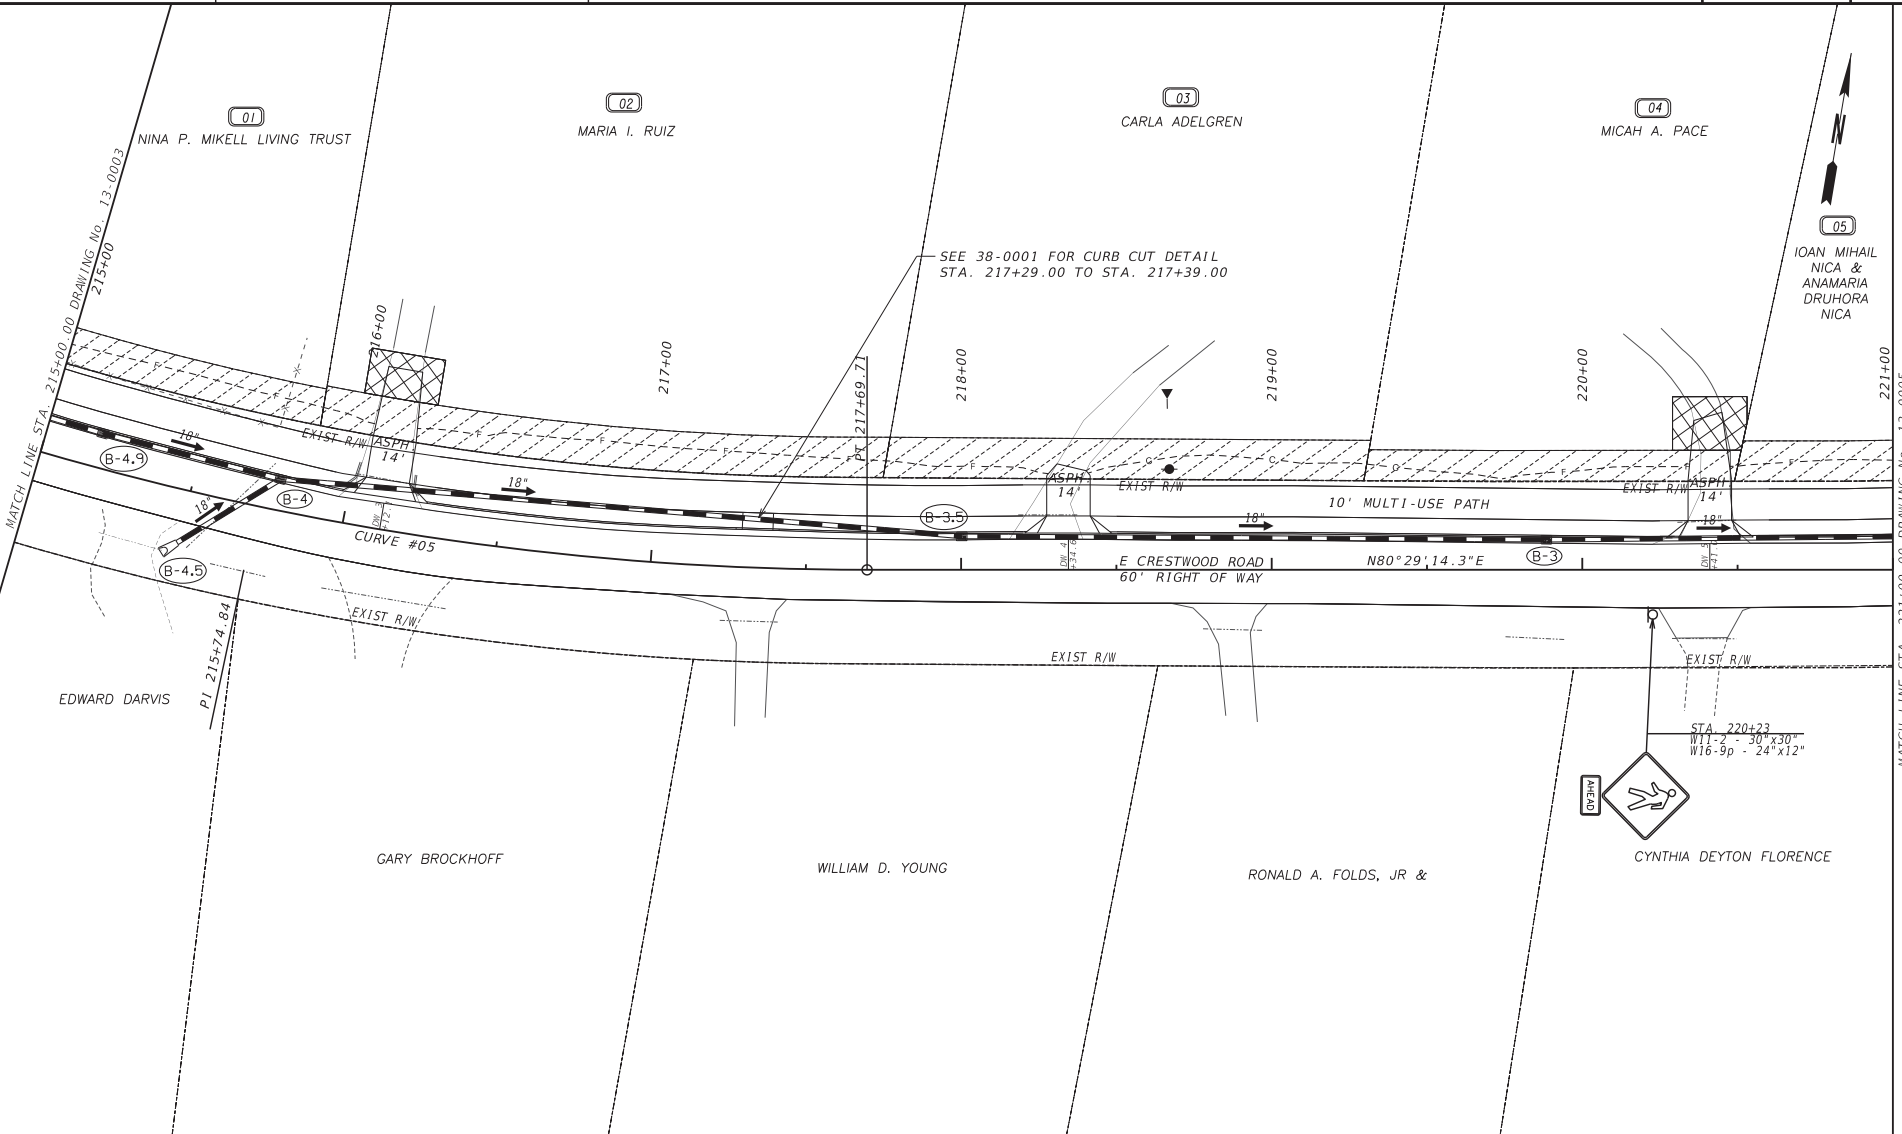 01
NINA P. MIKELL LIVING TRUST
02
MARIA I. RUIZ
03
CARLA ADELGREN
04
MICAH A. PACE
N
05
IOAN MIHAIL
NICA &
ANAMARIA
DRUHORA
NICA
MATCH LINE STA. 215+00.00 DRAWING No. 13-0003
215+00
SEE 38-0001 FOR CURB CUT DETAIL
STA. 217+29.00 TO STA. 217+39.00
216+00
217+00
PT 217+69.71
218+00
219+00
220+00
221+00
EXIST R/W
ASPH.
14'
ASPH.
14'
EXIST R/W
10' MULTI-USE PATH
EXIST R/W
ASPH.
14'
18"
B-4.9
18"
B-4
18"
B-3.5
18"
18"
B-3
B-4.5
CURVE #05
E CRESTWOOD ROAD
60' RIGHT OF WAY
N80°29'14.3"E
EXIST R/W
EXIST R/W
EXIST R/W
PI 215+74.84
EDWARD DARVIS
GARY BROCKHOFF
WILLIAM D. YOUNG
RONALD A. FOLDS, JR &
STA. 220+23
W11-2 - 30"x30"
W16-9p - 24"x12"
AHEAD
CYNTHIA DEYTON FLORENCE